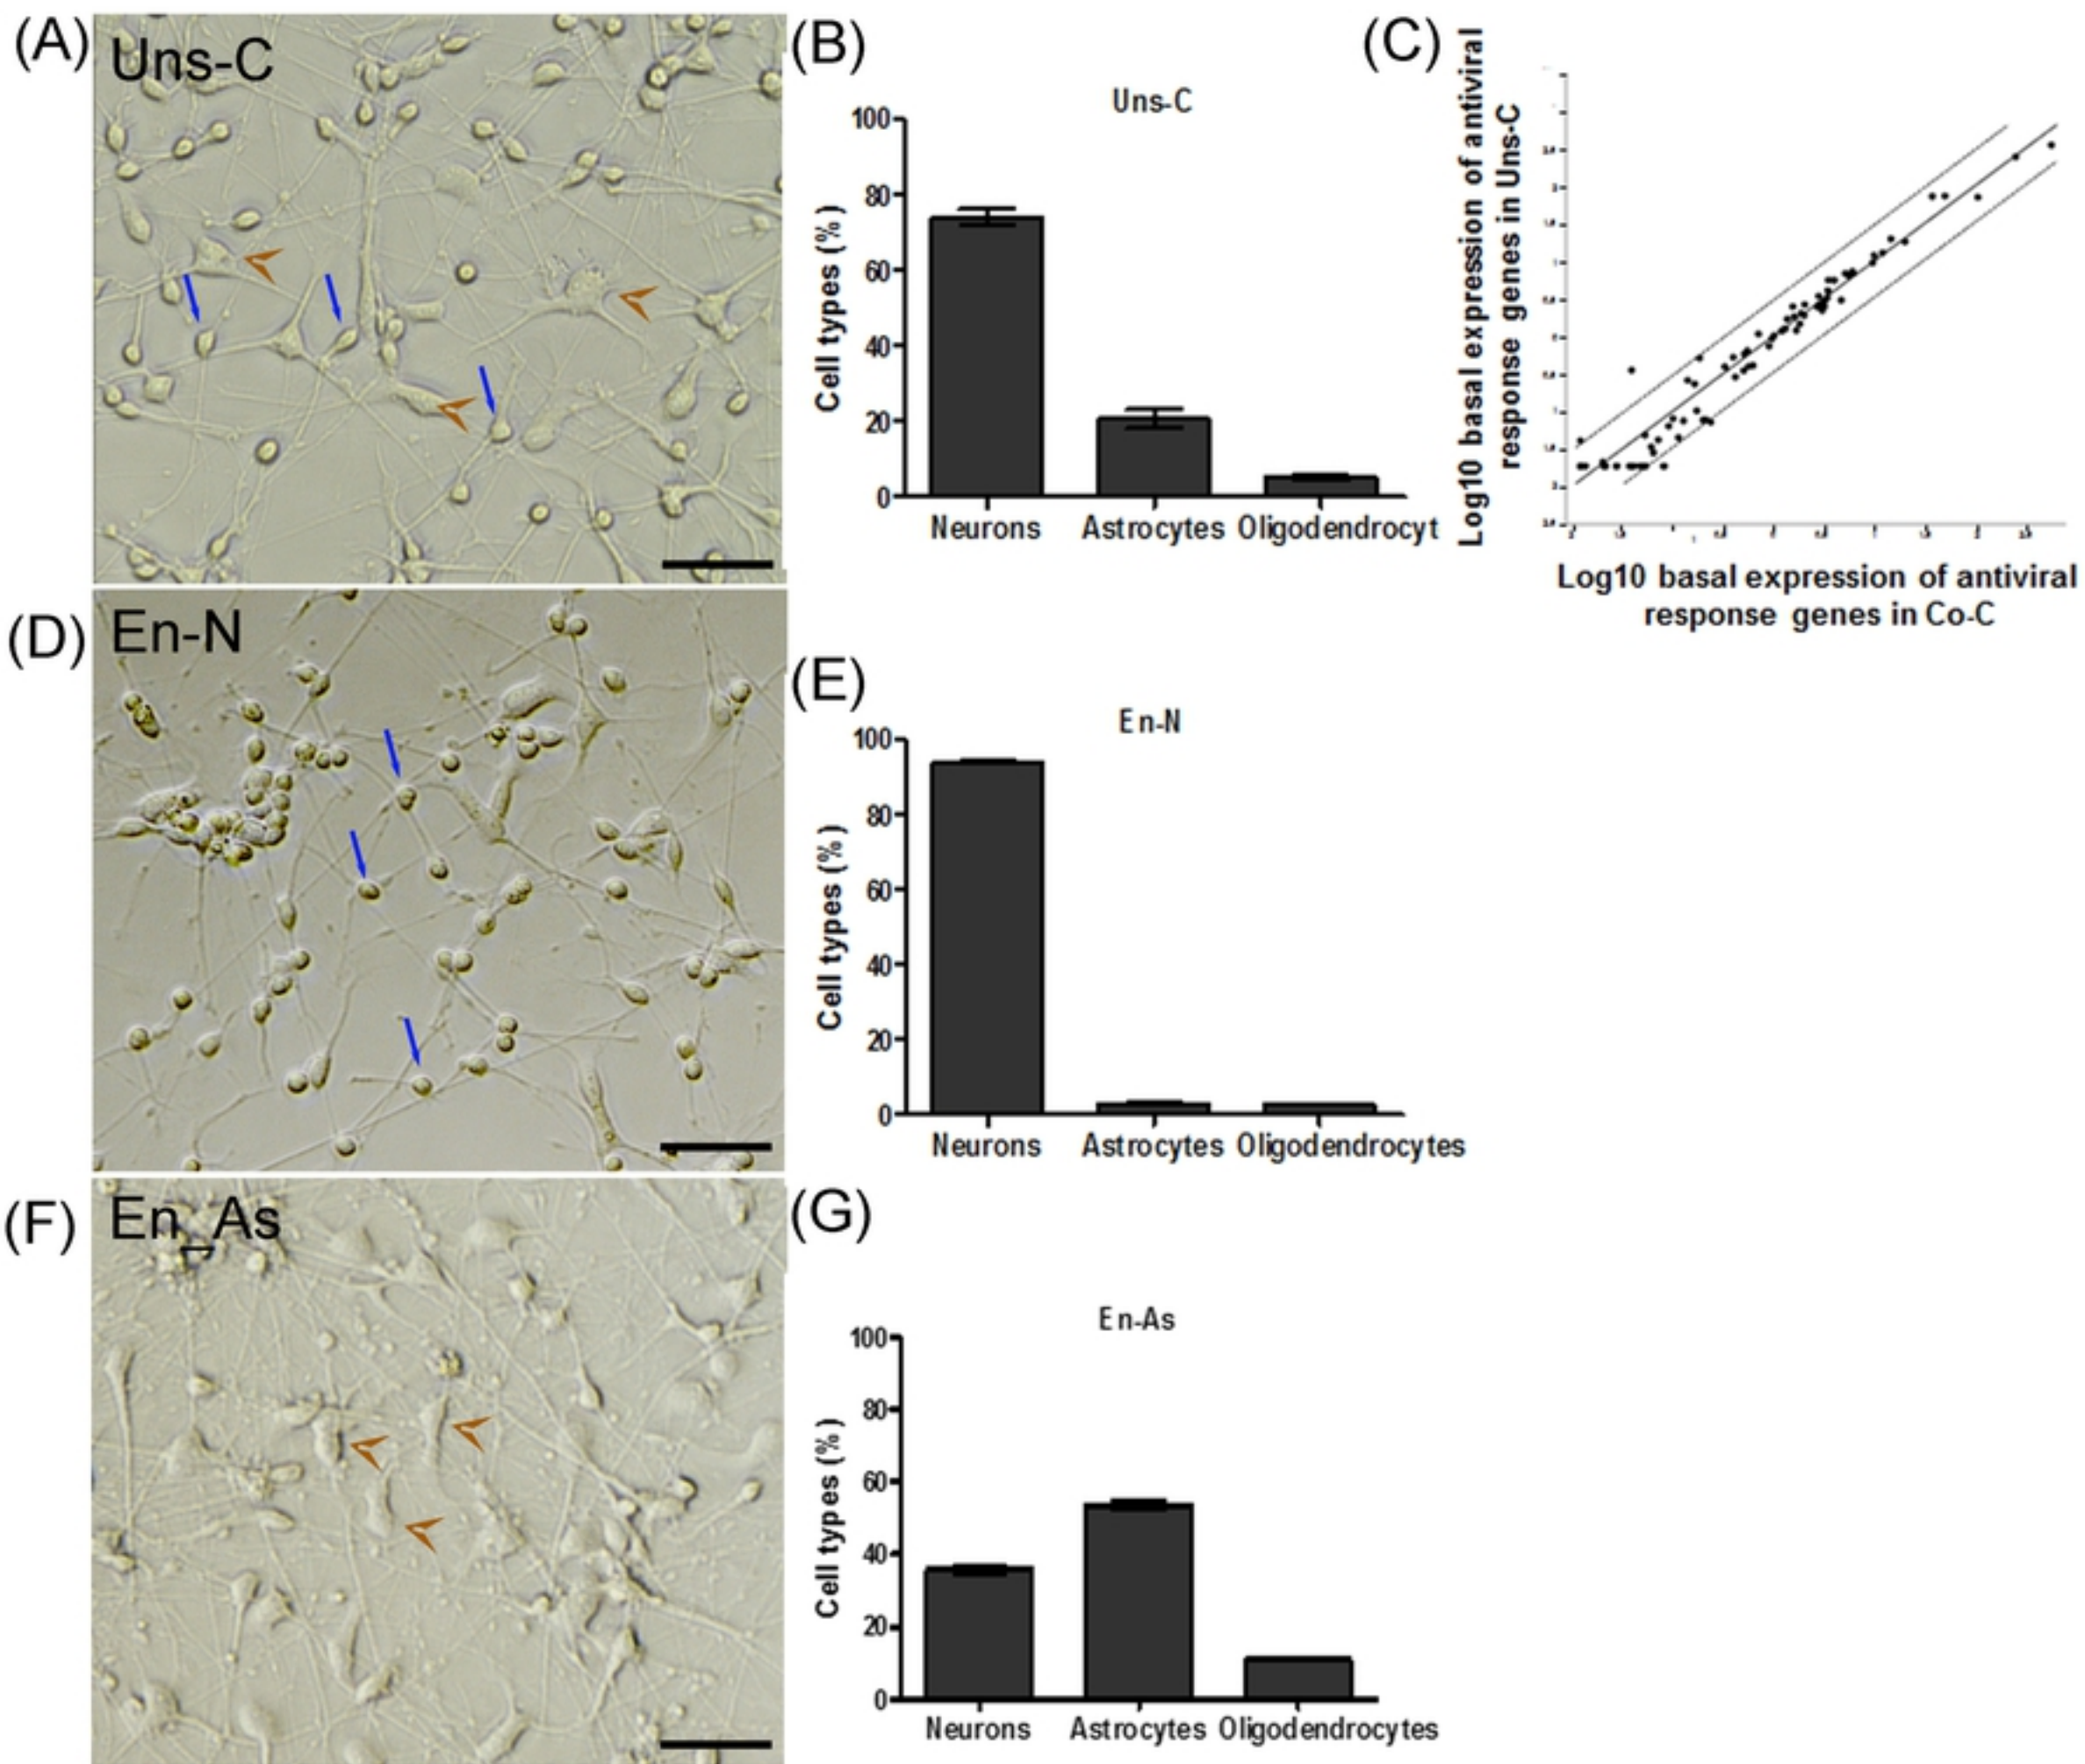 (A)
Uns-C
(B)
Uns-C
100
80
60
40
20
0
Cell types (%)
Neurons Astrocytes Oligodendrocyt
(C)
Log10 basal expression of antiviral
response genes in Uns-C
Log10 basal expression of antiviral
response genes in Co-C
(D)
En-N
(E)
En-N
100
80
60
40
20
0
Cell types (%)
Neurons Astrocytes Oligodendrocytes
(F)
En_As
(G)
En-As
100
80
60
40
20
0
Cell types (%)
Neurons Astrocytes Oligodendrocytes